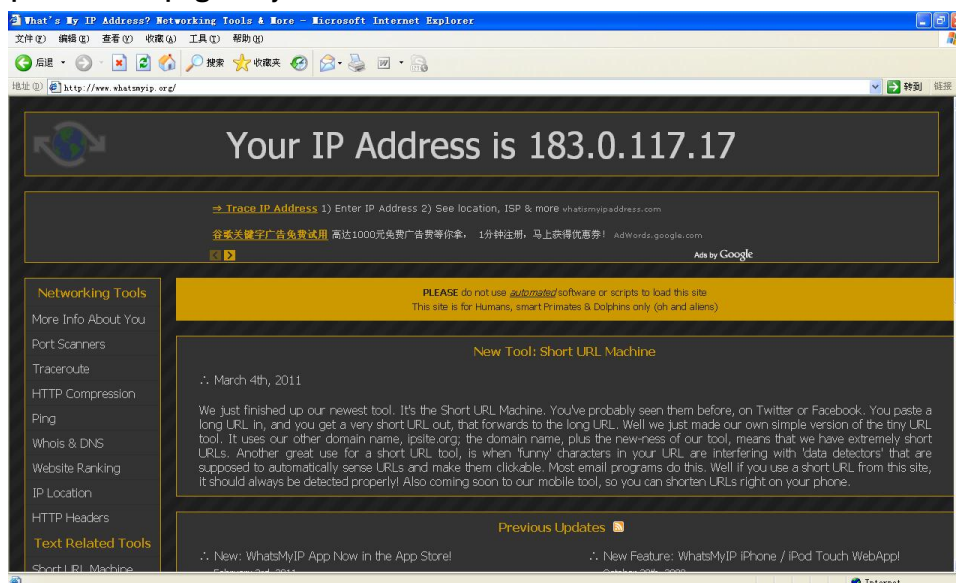 What's My IP Address? Networking Tools & More - Microsoft Internet Explorer
文件(F) 编辑(E) 查看(V) 收藏(A) 工具(T) 帮助(H)
后退 搜索 收藏夹
地址(D) http://www.whatsmyip.org/ 转到 链接
Your IP Address is 183.0.117.17
⇒ Trace IP Address 1) Enter IP Address 2) See location, ISP & more whatismyipaddress.com
谷歌关键字广告免费试用 高达1000元免费广告费等你拿， 1分钟注册，马上获得优惠券! AdWords.google.com
Ads by Google
Networking Tools
More Info About You
Port Scanners
Traceroute
HTTP Compression
Ping
Whois & DNS
Website Ranking
IP Location
HTTP Headers
Text Related Tools
Short URL Machine
PLEASE do not use automated software or scripts to load this site
This site is for Humans, smart Primates & Dolphins only (oh and aliens)
New Tool: Short URL Machine
∴ March 4th, 2011
We just finished up our newest tool. It's the Short URL Machine. You've probably seen them before, on Twitter or Facebook. You paste a
long URL in, and you get a very short URL out, that forwards to the long URL. Well we just made our own simple version of the tiny URL
tool. It uses our other domain name, ipsite.org; the domain name, plus the new-ness of our tool, means that we have extremely short
URLs. Another great use for a short URL tool, is when 'funny' characters in your URL are interfering with 'data detectors' that are
supposed to automatically sense URLs and make them clickable. Most email programs do this. Well if you use a short URL from this site,
it should always be detected properly! Also coming soon to our mobile tool, so you can shorten URLs right on your phone.
Previous Updates
∴ New: WhatsMyIP App Now in the App Store!
∴ New Feature: WhatsMyIP iPhone / iPod Touch WebApp!
Internet